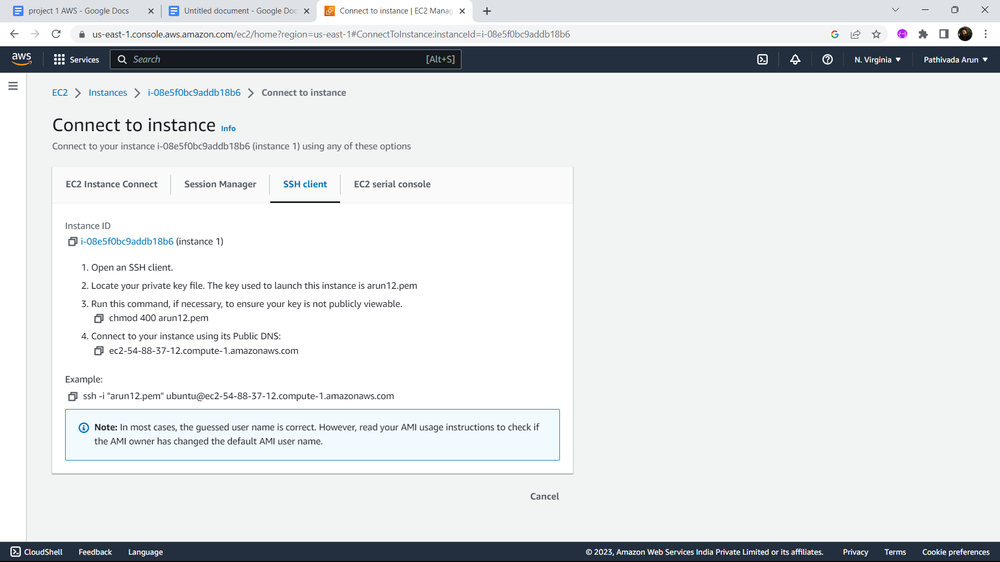 project 1 AWS - Google Docs
Untitled document - Google Doc
Connect to instance | EC2 Manag
us-east-1.console.aws.amazon.com/ec2/home?region=us-east-1#ConnectToInstance:instanceId=i-08e5f0bc9addb18b6
aws
Services
Search
[Alt+S]
N. Virginia
Pathivada Arun
EC2 Instances i-08e5f0bc9addb18b6 Connect to instance
Connect to instance Info
Connect to your instance i-08e5f0bc9addb18b6 (instance 1) using any of these options
EC2 Instance Connect
Session Manager
SSH client
EC2 serial console
Instance ID
i-08e5f0bc9addb18b6 (instance 1)
1. Open an SSH client.
2. Locate your private key file. The key used to launch this instance is arun12.pem
3. Run this command, if necessary, to ensure your key is not publicly viewable.
chmod 400 arun12.pem
4. Connect to your instance using its Public DNS:
ec2-54-88-37-12.compute-1.amazonaws.com
Example:
ssh -i "arun12.pem" ubuntu@ec2-54-88-37-12.compute-1.amazonaws.com
Note: In most cases, the guessed user name is correct. However, read your AMI usage instructions to check if
the AMI owner has changed the default AMI user name.
Cancel
CloudShell
Feedback
Language
© 2023, Amazon Web Services India Private Limited or its affiliates.
Privacy
Terms
Cookie preferences